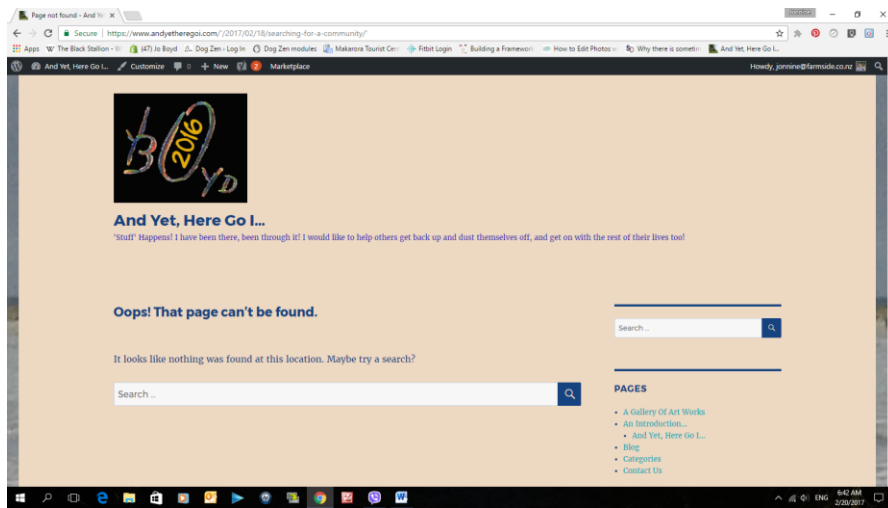 Page not found - And Ye
Secure | https://www.andyetheregoi.com/'/2017/02/18/searching-for-a-community/'
Apps W The Black Stallion - (47) Jo Boyd Dog Zen › Log In Dog Zen modules Makarora Tourist Cen Fitbit Login Building a Framewor How to Edit Photos Why there is sometim And Yet, Here Go I...
And Yet, Here Go I... Customize 0 New 2 Marketplace Howdy, jonnine@farmside.co.nz
BOYD
2016
And Yet, Here Go I...
'Stuff' Happens! I have been there, been through it! I would like to help others get back up and dust themselves off, and get on with the rest of their lives too!
Oops! That page can't be found.
Search ...
It looks like nothing was found at this location. Maybe try a search?
Search ...
PAGES
A Gallery Of Art Works
An Introduction...
And Yet, Here Go I...
Blog
Categories
Contact Us
ENG 6:42 AM
2/20/2017